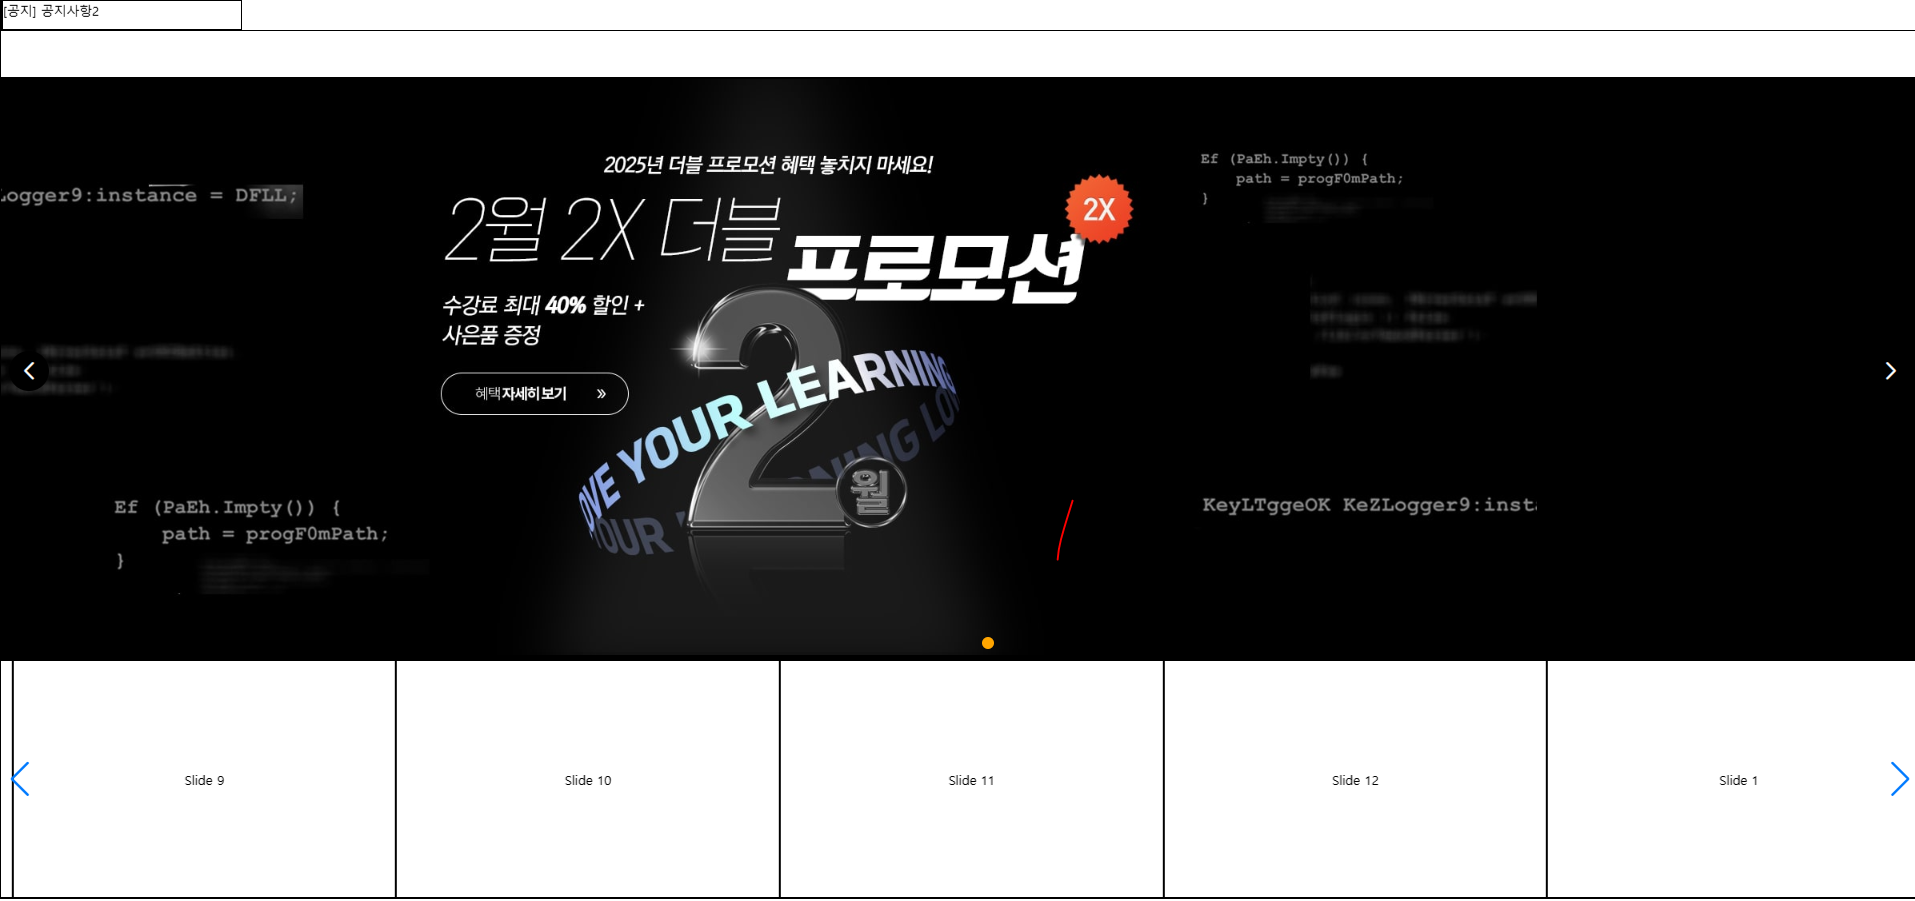 [공지] 공지사항2
2025년 더블 프로모션 혜택 놓치지 마세요!
2월 2X 더블
프로모션
2X
수강료 최대 40% 할인 +
사은품 증정
혜택 자세히 보기 »
OVE YOUR LEARNING
RNING LO
YOUR
2월
Logger9:instance = DFLL;
Ef (PaEh.Impty()) {
path = progF0mPath;
}
Ef (PaEh.Impty()) {
path = progF0mPath;
}
KeyLTggeOK KeZLogger9:insta
Slide 9
Slide 10
Slide 11
Slide 12
Slide 1